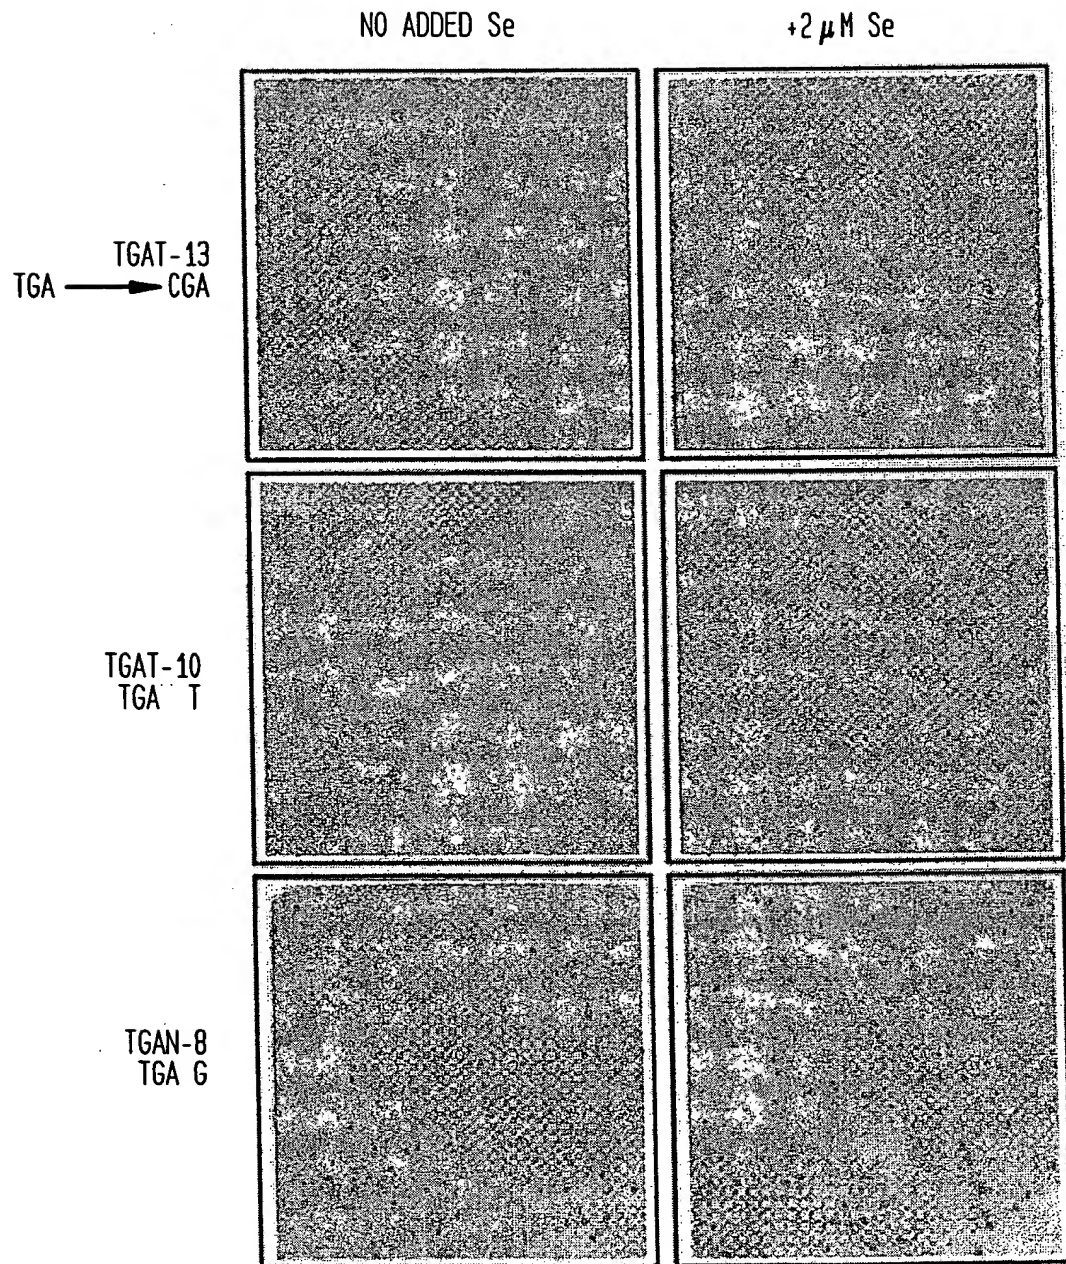 NO ADDED Se
+2 μM Se
TGAT-13
TGA → CGA
TGAT-10
TGA T
TGAN-8
TGA G